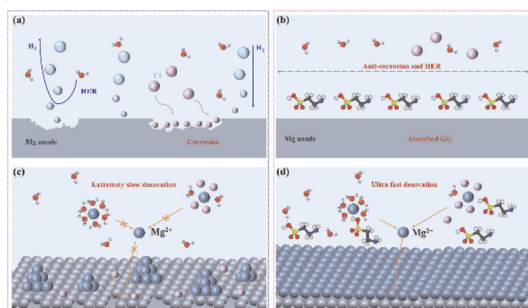 (a)
H₂
HER
H₂
Mg anode
Corrosion
(b)
Anti-corrosion and HER
Mg anode
Absorbed Gly
(c)
Extremely slow desovation
Mg²⁺
(d)
Ultra fast desovation
Mg²⁺